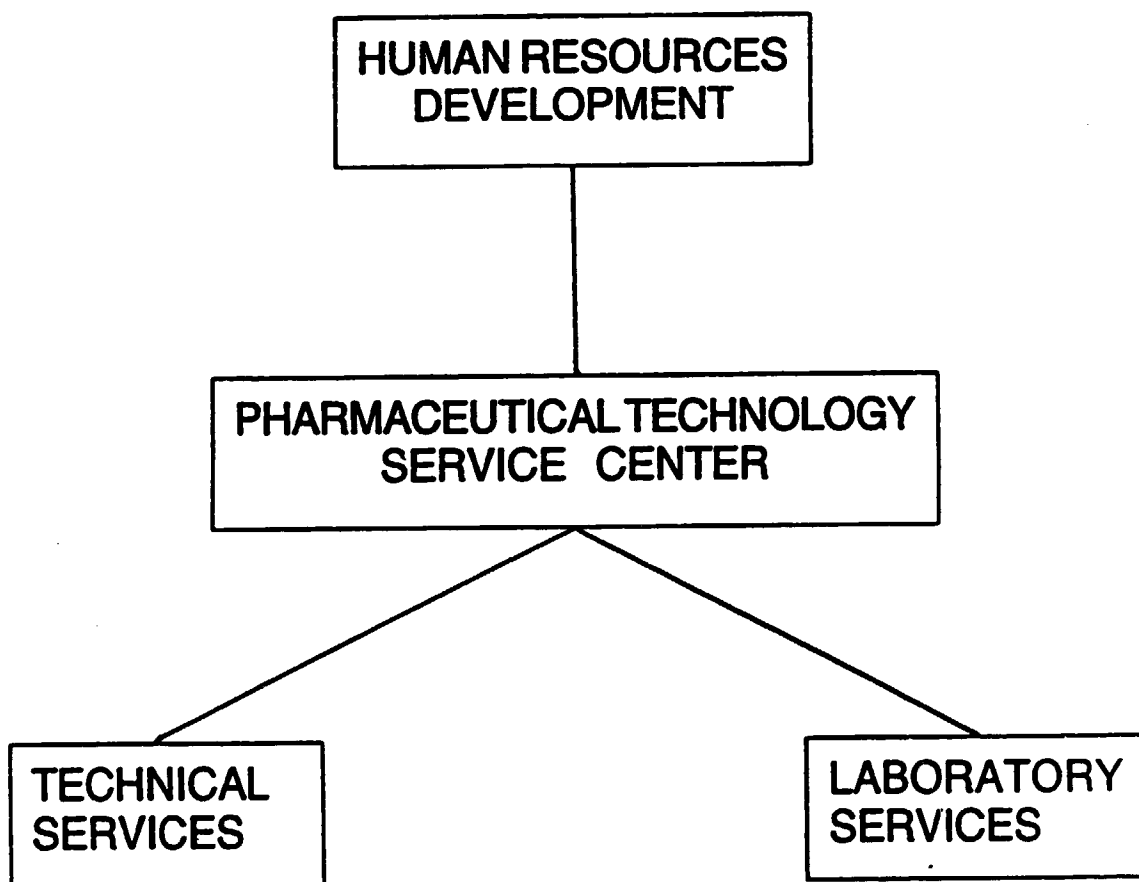 HUMAN RESOURCES
DEVELOPMENT
PHARMACEUTICAL TECHNOLOGY
SERVICE CENTER
TECHNICAL
SERVICES
LABORATORY
SERVICES